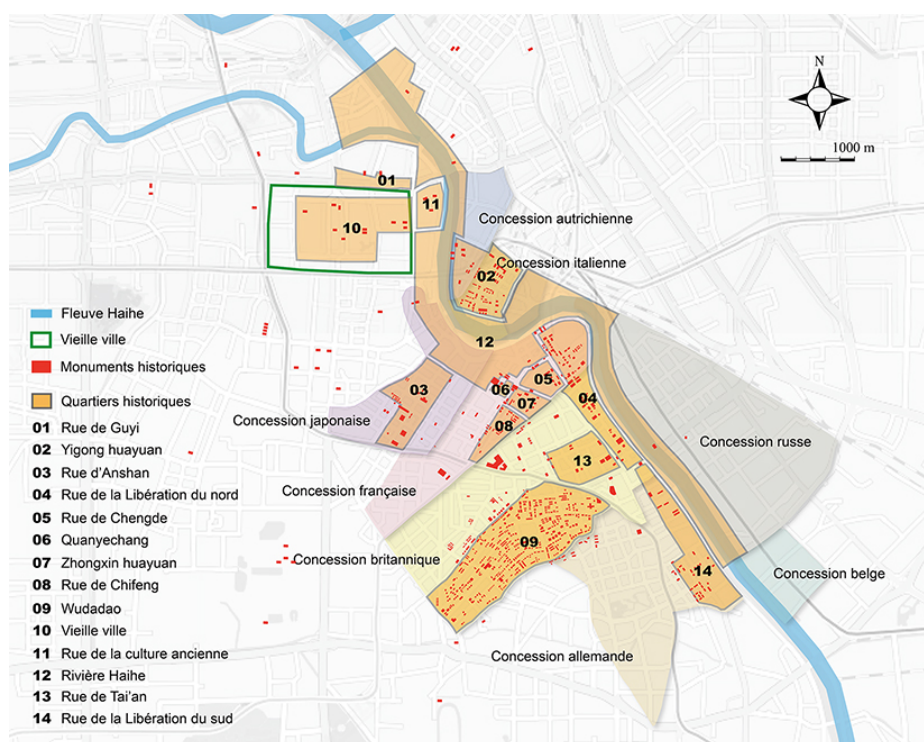 N
1000 m
01
11
10
Concession autrichienne
Concession italienne
02
12
03
06
05
07
04
08
13
09
14
Concession japonaise
Concession française
Concession britannique
Concession russe
Concession belge
Concession allemande
Fleuve Haihe
Vieille ville
Monuments historiques
Quartiers historiques
01 Rue de Guyi
02 Yigong huayuan
03 Rue d'Anshan
04 Rue de la Libération du nord
05 Rue de Chengde
06 Quanyechang
07 Zhongxin huayuan
08 Rue de Chifeng
09 Wudadao
10 Vieille ville
11 Rue de la culture ancienne
12 Rivière Haihe
13 Rue de Tai'an
14 Rue de la Libération du sud